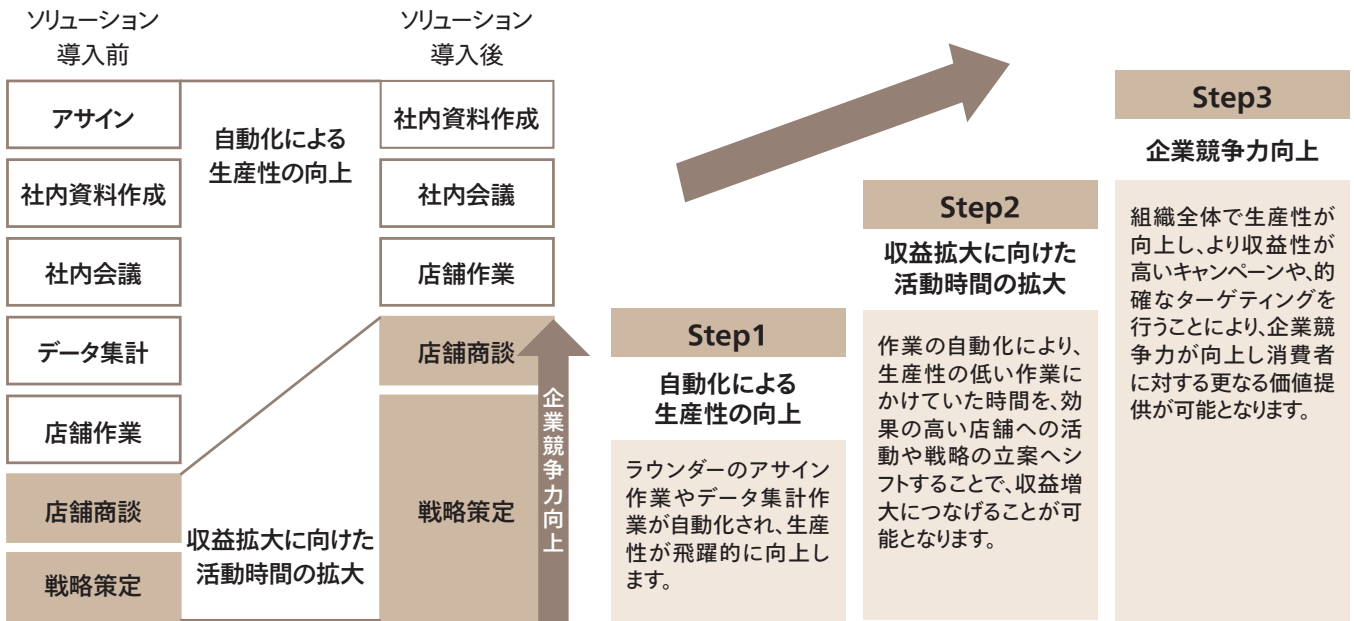 ソリューション
導入前
アサイン
社内資料作成
社内会議
データ集計
店舗作業
店舗商談
戦略策定
自動化による
生産性の向上
収益拡大に向けた
活動時間の拡大
ソリューション
導入後
社内資料作成
社内会議
店舗作業
店舗商談
戦略策定
企業競争力向上
Step1
自動化による
生産性の向上
ラウンダーのアサイン
作業やデータ集計作
業が自動化され、生産
性が飛躍的に向上し
ます。
Step2
収益拡大に向けた
活動時間の拡大
作業の自動化により、
生産性の低い作業に
かけていた時間を、効
果の高い店舗への活
動や戦略の立案へシ
フトすることで、収益増
大につなげることが可
能となります。
Step3
企業競争力向上
組織全体で生産性が
向上し、より収益性が
高いキャンペーンや、的
確なターゲティングを
行うことにより、企業競
争力が向上し消費者
に対する更なる価値提
供が可能となります。